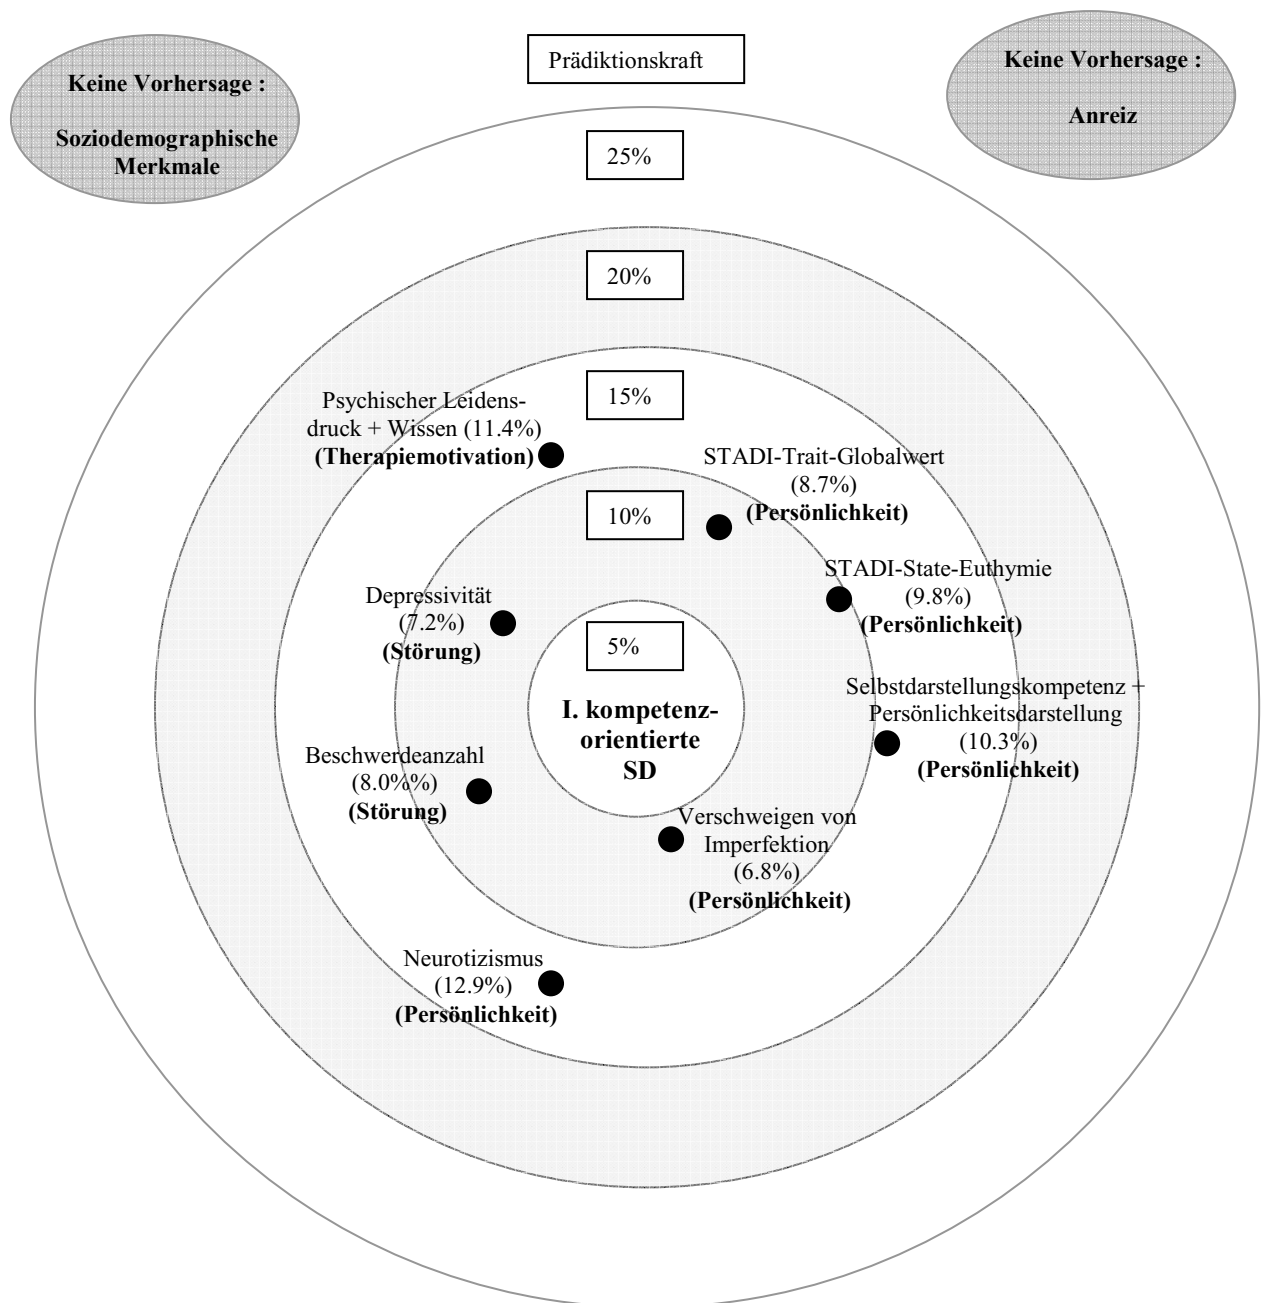 Prädiktionskraft
Keine Vorhersage :
Soziodemographische
Merkmale
Keine Vorhersage :
Anreiz
25%
20%
15%
10%
5%
Psychischer Leidens-
druck + Wissen (11.4%)
(Therapiemotivation)
STADI-Trait-Globalwert
(8.7%)
(Persönlichkeit)
STADI-State-Euthymie
(9.8%)
(Persönlichkeit)
Depressivität
(7.2%)
(Störung)
I. kompetenz-
orientierte
SD
Selbstdarstellungskompetenz +
Persönlichkeitsdarstellung
(10.3%)
(Persönlichkeit)
Beschwerdeanzahl
(8.0%%)
(Störung)
Verschweigen von
Imperfektion
(6.8%)
(Persönlichkeit)
Neurotizismus
(12.9%)
(Persönlichkeit)